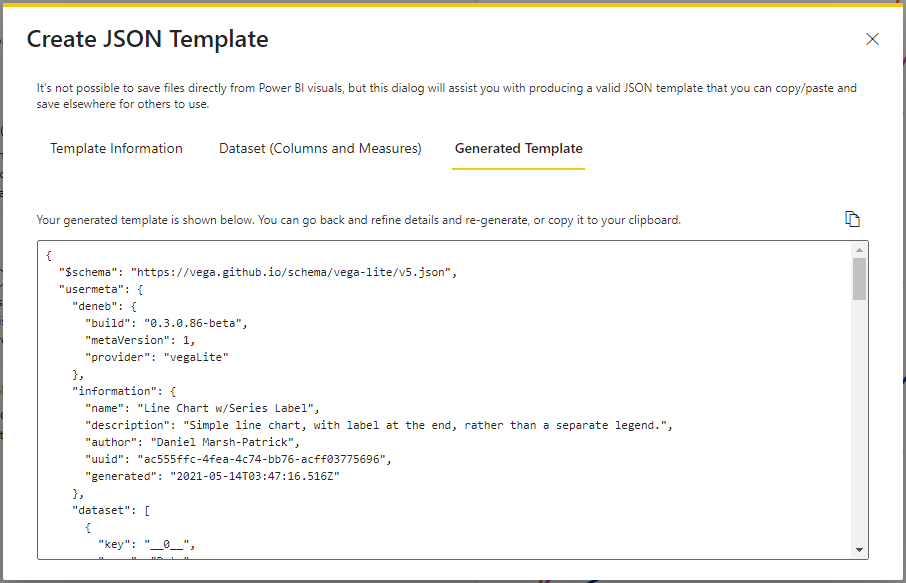 Create JSON Template
It's not possible to save files directly from Power BI visuals, but this dialog will assist you with producing a valid JSON template that you can copy/paste and
save elsewhere for others to use.
Template Information
Dataset (Columns and Measures)
Generated Template
Your generated template is shown below. You can go back and refine details and re-generate, or copy it to your clipboard.
{
  "$schema": "https://vega.github.io/schema/vega-lite/v5.json",
  "usermeta": {
    "deneb": {
      "build": "0.3.0.86-beta",
      "metaVersion": 1,
      "provider": "vegaLite"
    },
    "information": {
      "name": "Line Chart w/Series Label",
      "description": "Simple line chart, with label at the end, rather than a separate legend.",
      "author": "Daniel Marsh-Patrick",
      "uuid": "ac555ffc-4fea-4c74-bb76-acff03775696",
      "generated": "2021-05-14T03:47:16.516Z"
    },
    "dataset": [
      {
        "key": "__0__",